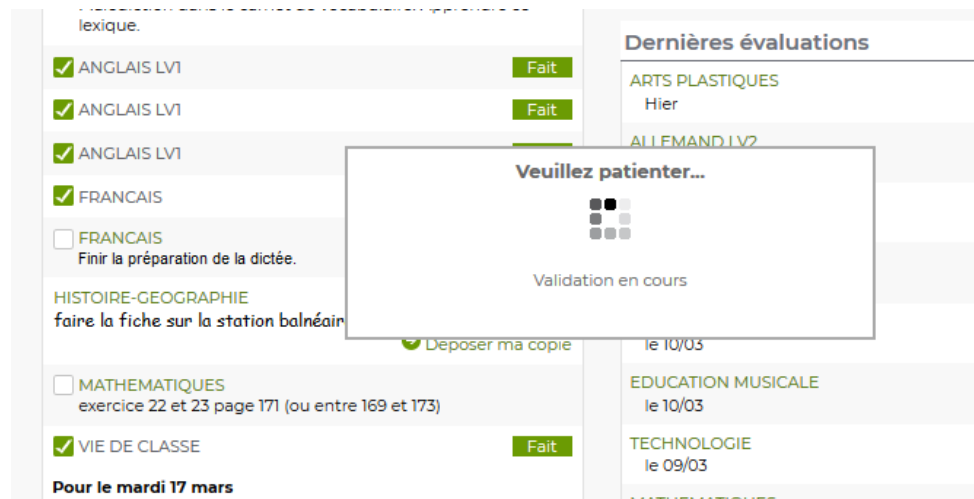 lexique.
ANGLAIS LV1
Fait
ANGLAIS LV1
Fait
ANGLAIS LV1
FRANCAIS
FRANCAIS
Finir la préparation de la dictée.
HISTOIRE-GEOGRAPHIE
faire la fiche sur la station balnéair
Déposer ma copie
MATHEMATIQUES
exercice 22 et 23 page 171 (ou entre 169 et 173)
VIE DE CLASSE
Fait
Pour le mardi 17 mars
Veuillez patienter...
Validation en cours
Dernières évaluations
ARTS PLASTIQUES
Hier
ALLEMAND LV2
le 10/03
EDUCATION MUSICALE
le 10/03
TECHNOLOGIE
le 09/03
MATHEMATIQUES